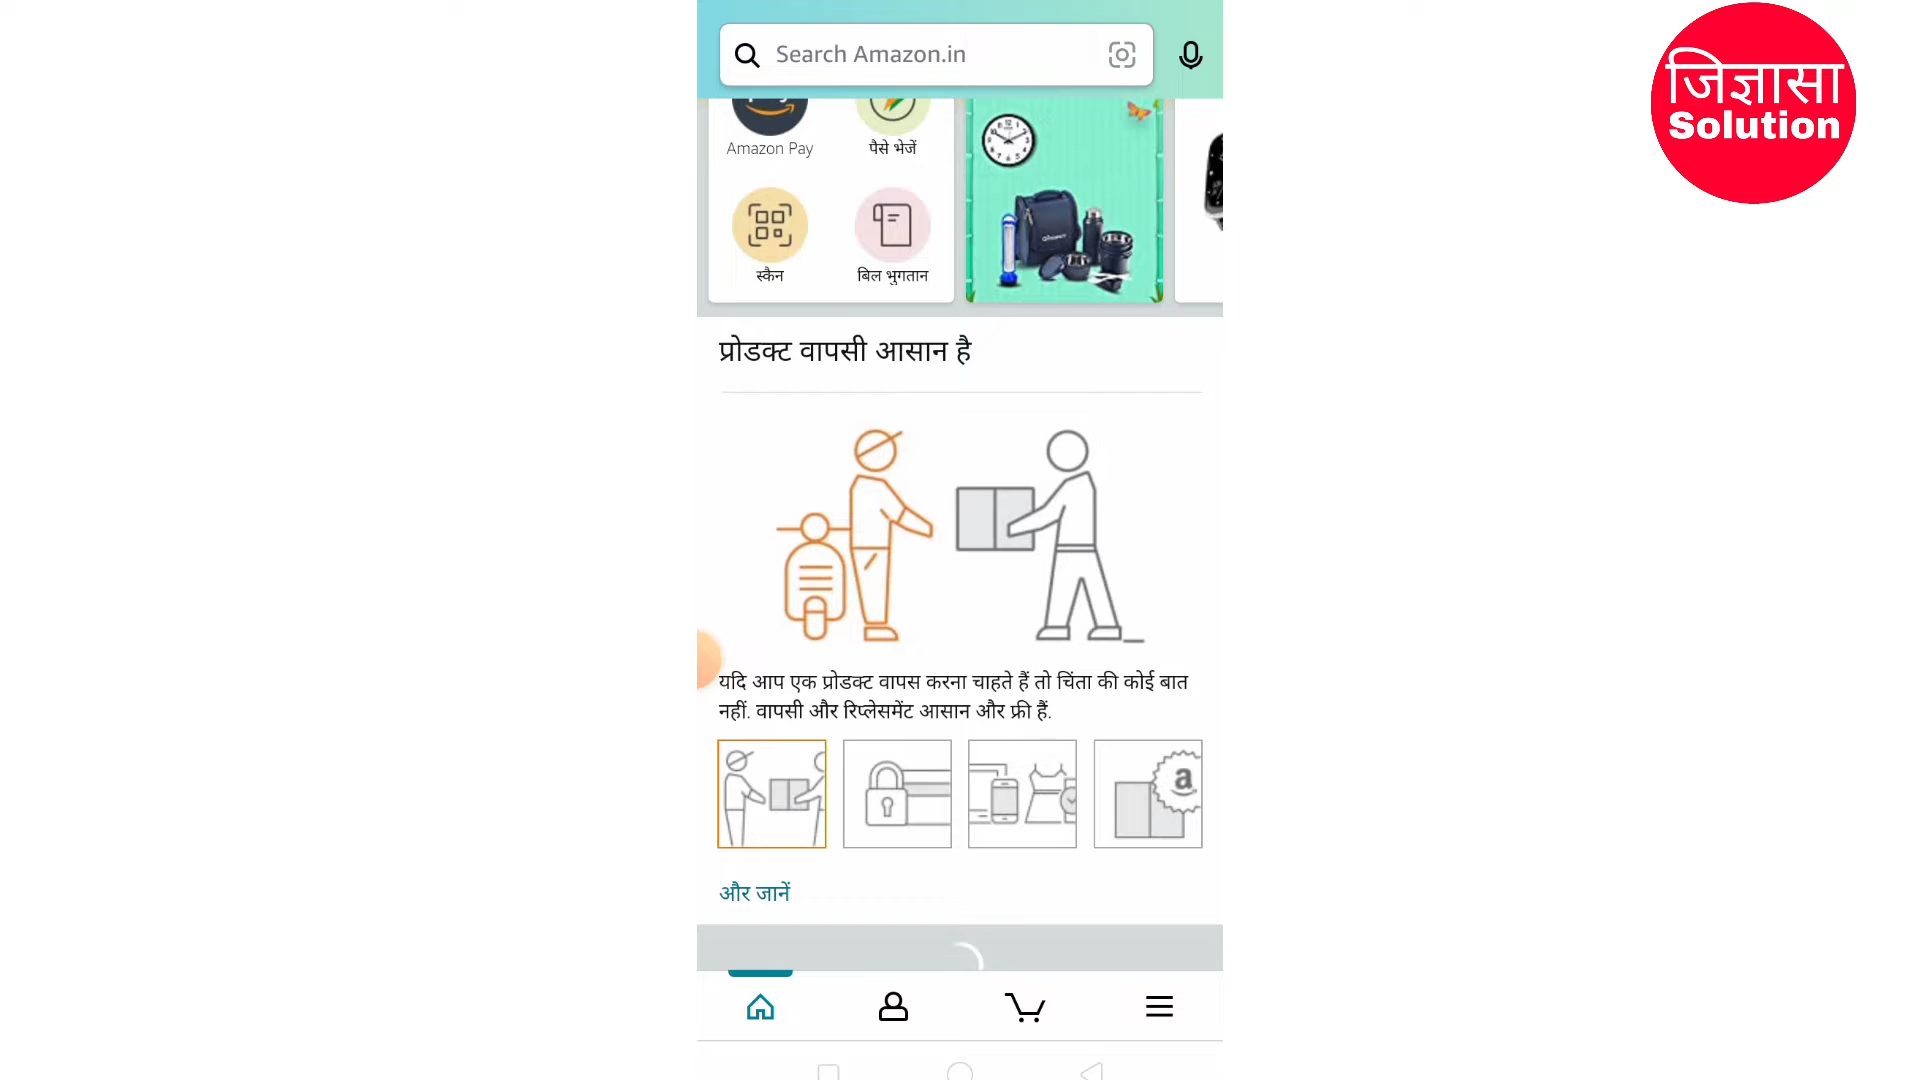 Search Amazon.in
जिज्ञासा
Solution
Amazon Pay
पैसे भेजें
स्कैन
बिल भुगतान
प्रोडक्ट वापसी आसान है
यदि आप एक प्रोडक्ट वापस करना चाहते हैं तो चिंता की कोई बात
नहीं. वापसी और रिप्लेसमेंट आसान और फ्री हैं.
a
और जानें